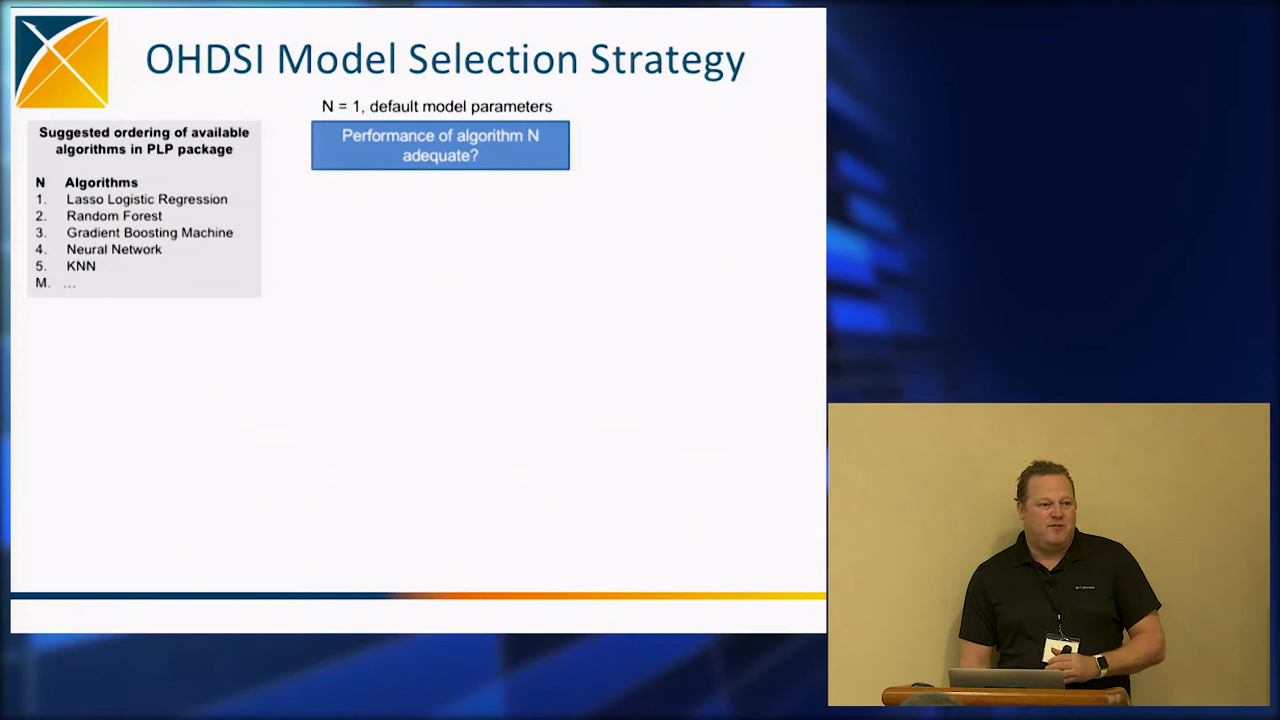 OHDSI Model Selection Strategy
N = 1, default model parameters
Suggested ordering of available
algorithms in PLP package
N Algorithms
1. Lasso Logistic Regression
2. Random Forest
3. Gradient Boosting Machine
4. Neural Network
5. KNN
M. ...
Performance of algorithm N
adequate?
Columbia